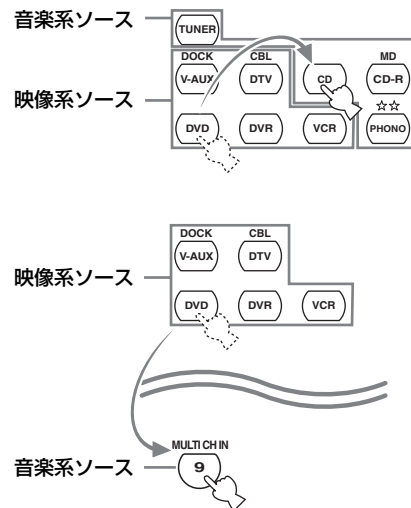 音楽系ソース
TUNER
DOCK CBL MD
V-AUX DTV CD CD-R
映像系ソース
☆☆
DVD DVR VCR PHONO
DOCK CBL
V-AUX DTV
映像系ソース
DVD DVR VCR
MULTI CH IN
音楽系ソース 9